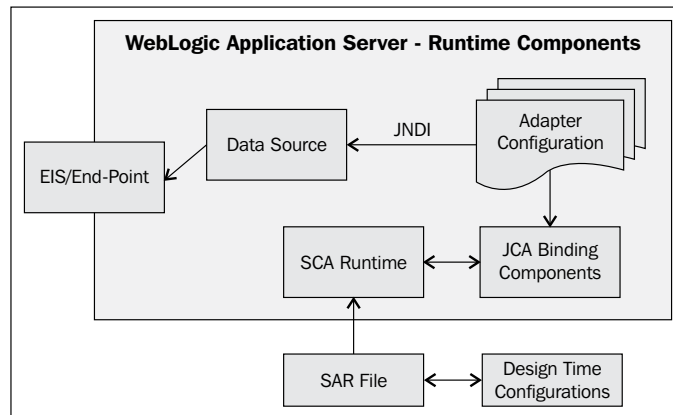 WebLogic Application Server - Runtime Components
Adapter
Configuration
JNDI
Data Source
EIS/End-Point
SCA Runtime
JCA Binding
Components
SAR File
Design Time
Configurations